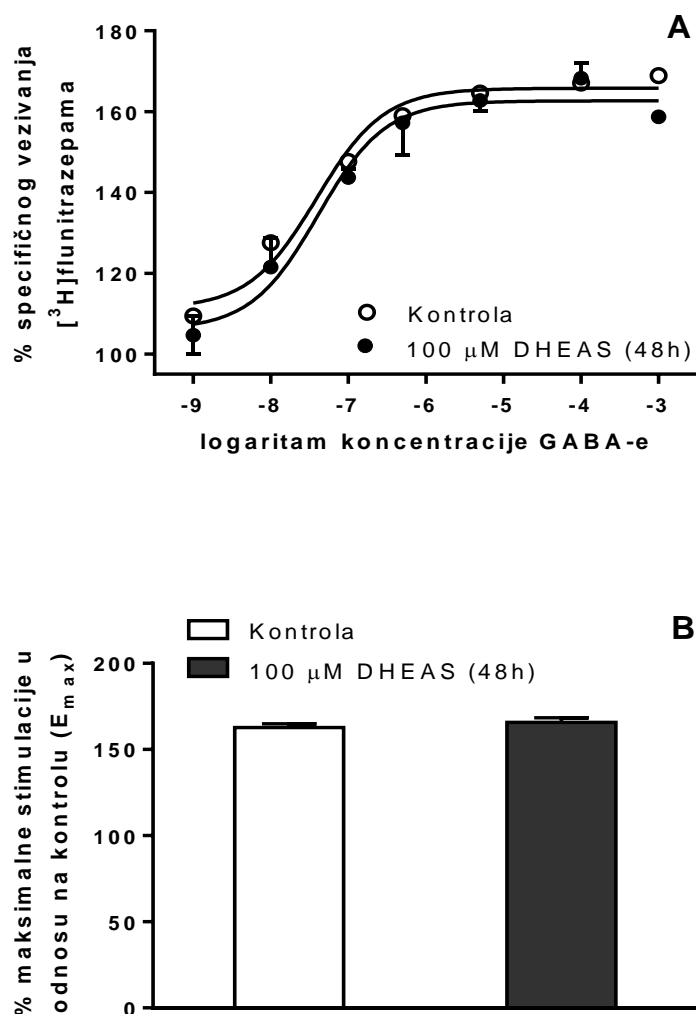 A
% specifičnog vezivanja
[³H]flunitrazepama
180
160
140
120
100
Kontrola
100 μM DHEAS (48h)
-9 -8 -7 -6 -5 -4 -3
logaritam koncentracije GABA-e
B
Kontrola
100 μM DHEAS (48h)
% maksimalne stimulacije u
odnosu na kontrolu (Emax)
200
150
100
50
0